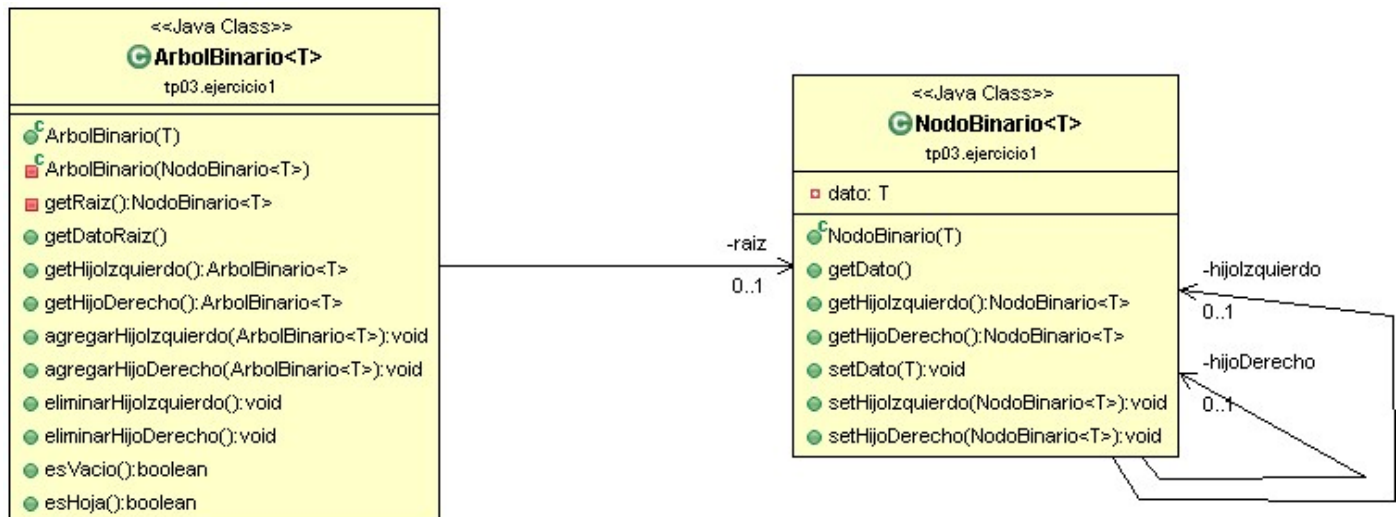 <<Java Class>>
ArbolBinario<T>
tp03.ejercicio1
ArbolBinario(T)
ArbolBinario(NodoBinario<T>)
getRaiz():NodoBinario<T>
getDatoRaiz()
getHijoIzquierdo():ArbolBinario<T>
getHijoDerecho():ArbolBinario<T>
agregarHijoIzquierdo(ArbolBinario<T>):void
agregarHijoDerecho(ArbolBinario<T>):void
eliminarHijoIzquierdo():void
eliminarHijoDerecho():void
esVacio():boolean
esHoja():boolean
-raiz
0..1
<<Java Class>>
NodoBinario<T>
tp03.ejercicio1
dato: T
NodoBinario(T)
getDato()
getHijoIzquierdo():NodoBinario<T>
getHijoDerecho():NodoBinario<T>
setDato(T):void
setHijoIzquierdo(NodoBinario<T>):void
setHijoDerecho(NodoBinario<T>):void
-hijoIzquierdo
0..1
-hijoDerecho
0..1